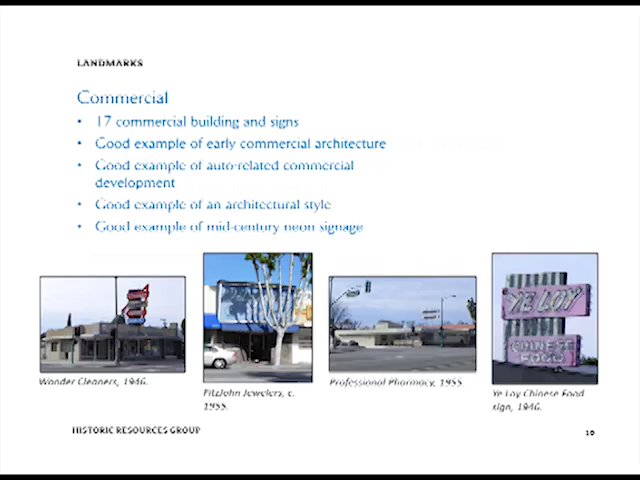 LANDMARKS
Commercial
• 17 commercial building and signs
• Good example of early commercial architecture
• Good example of auto-related commercial
development
• Good example of an architectural style
• Good example of mid-century neon signage
YE LOY
CHINESE
FOOD
Wonder Cleaners, 1946.
FitzJohn Jewelers, c.
1955.
Professional Pharmacy, 1955.
Ye Loy Chinese Food
sign, 1946.
HISTORIC RESOURCES GROUP
10